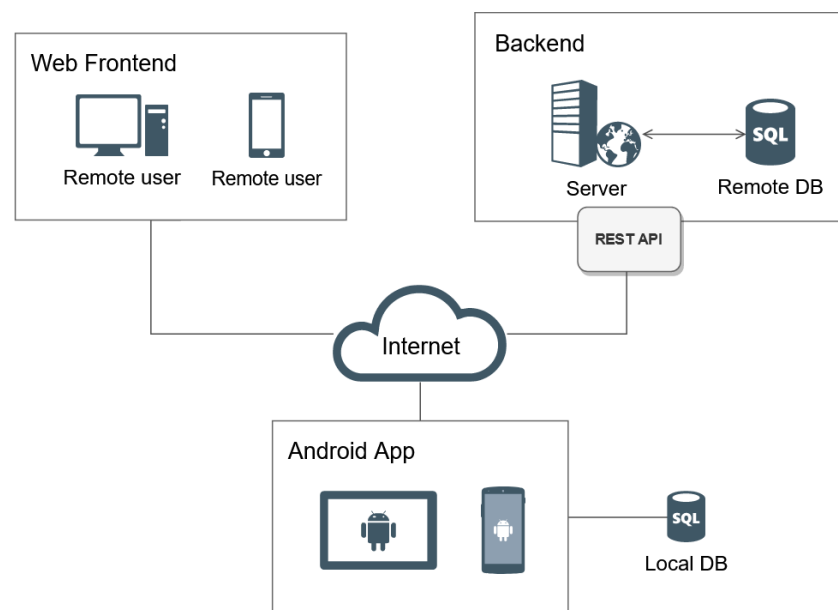 Web Frontend
Remote user
Remote user
Backend
SQL
Server
Remote DB
REST API
Internet
Android App
SQL
Local DB